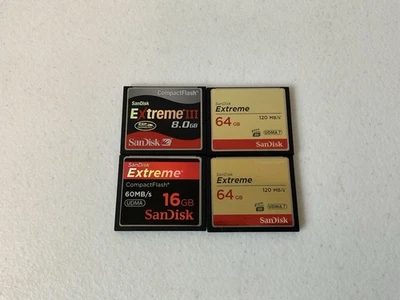 CompactFlash®
SanDisk
Extreme III
8.0GB
SanDisk
SanDisk
Extreme
64 GB
120 MB/s
UDMA 7
SanDisk
SanDisk
Extreme
CompactFlash®
60MB/s
UDMA
16GB
SanDisk
SanDisk
Extreme
64 GB
120 MB/s
UDMA 7
SanDisk